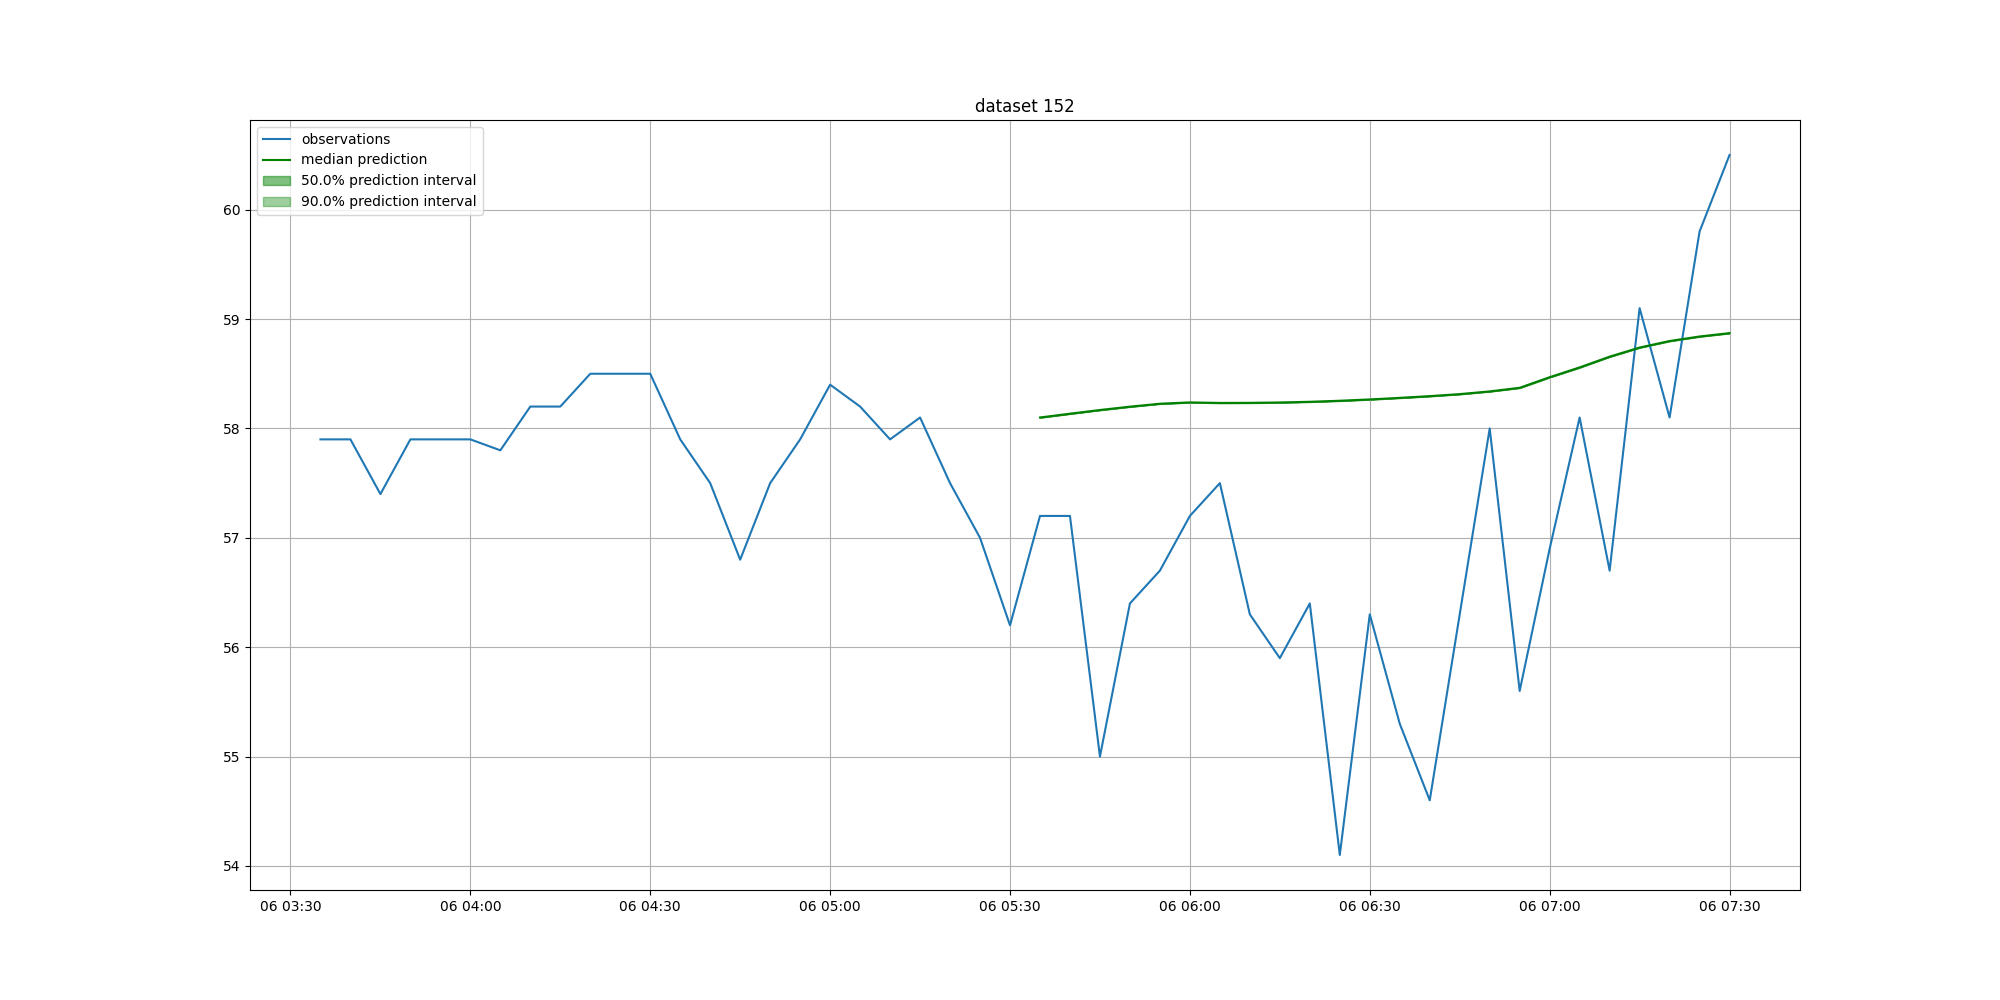 dataset 152
observations
median prediction
50.0% prediction interval
90.0% prediction interval
60
59
58
57
56
55
54
06 03:30 06 04:00 06 04:30 06 05:00 06 05:30 06 06:00 06 06:30 06 07:00 06 07:30